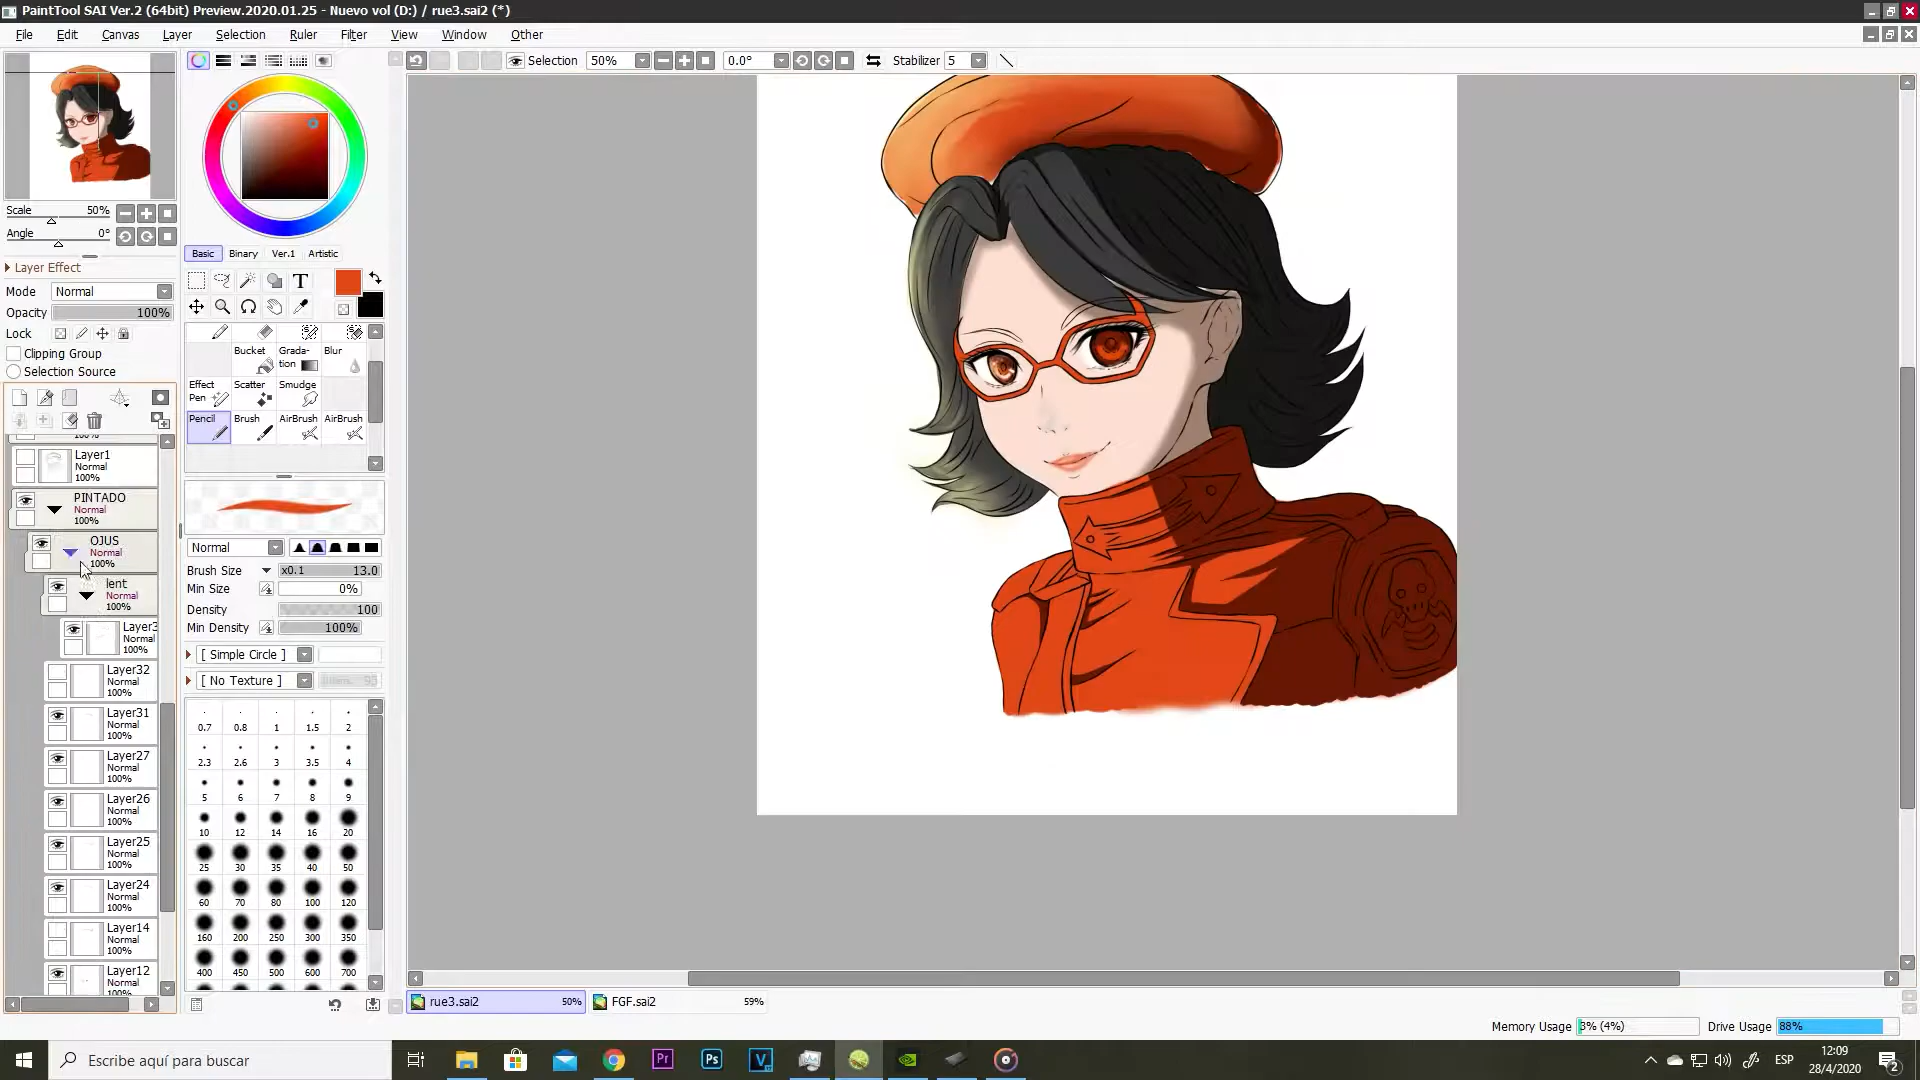 PaintTool SAI Ver.2 (64bit) Preview.2020.01.25 - Nuevo vol (D:) / rue3.sai2 (*)
File Edit Canvas Layer Selection Ruler Filter View Window Other
Selection 50% 0.0° Stabilizer 5
Scale 50%
Angle 0°
Layer Effect
Mode Normal
Opacity 100%
Lock
Clipping Group
Selection Source
100%
Layer1
Normal
100%
PINTADO
Normal
100%
OJUS
Normal
100%
lent
Normal
100%
Layer3
Normal
100%
Layer32
Normal
100%
Layer31
Normal
100%
Layer27
Normal
100%
Layer26
Normal
100%
Layer25
Normal
100%
Layer24
Normal
100%
Layer14
Normal
100%
Layer12
Normal
100%
Basic Binary Ver.1 Artistic
T
Bucket Grada-tion Blur
Effect Pen Scatter Smudge
Pencil Brush AirBrush AirBrush
Normal
Brush Size x0.1 13.0
Min Size 0%
Density 100
Min Density 100%
[ Simple Circle ]
[ No Texture ] 95
0.7 0.8 1 1.5 2
2.3 2.6 3 3.5 4
5 6 7 8 9
10 12 14 16 20
25 30 35 40 50
60 70 80 100 120
160 200 250 300 350
400 450 500 600 700
rue3.sai2 50% FGF.sai2 59%
Memory Usage 3% (4%) Drive Usage 88%
Escribe aquí para buscar
Pr
Ps
V
ESP
12:09
28/4/2020
2